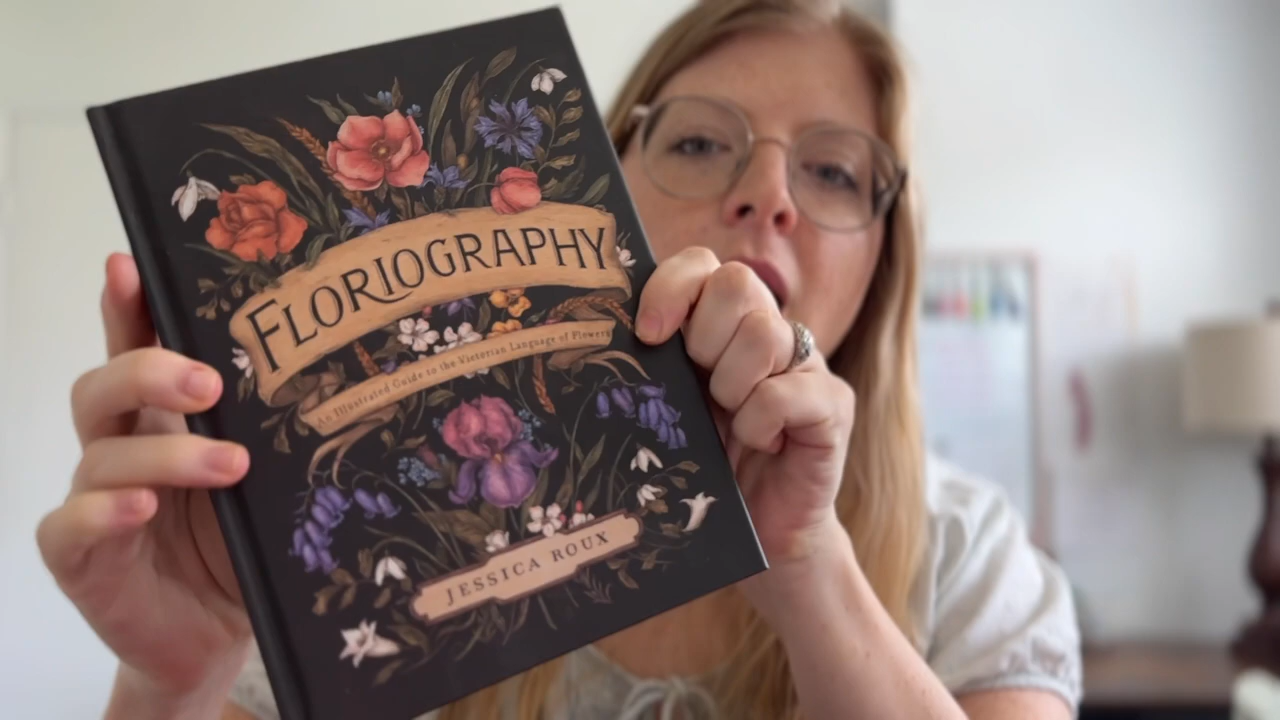 FLORIOGRAPHY
An Illustrated Guide to the Victorian Language of Flowers
JESSICA ROUX